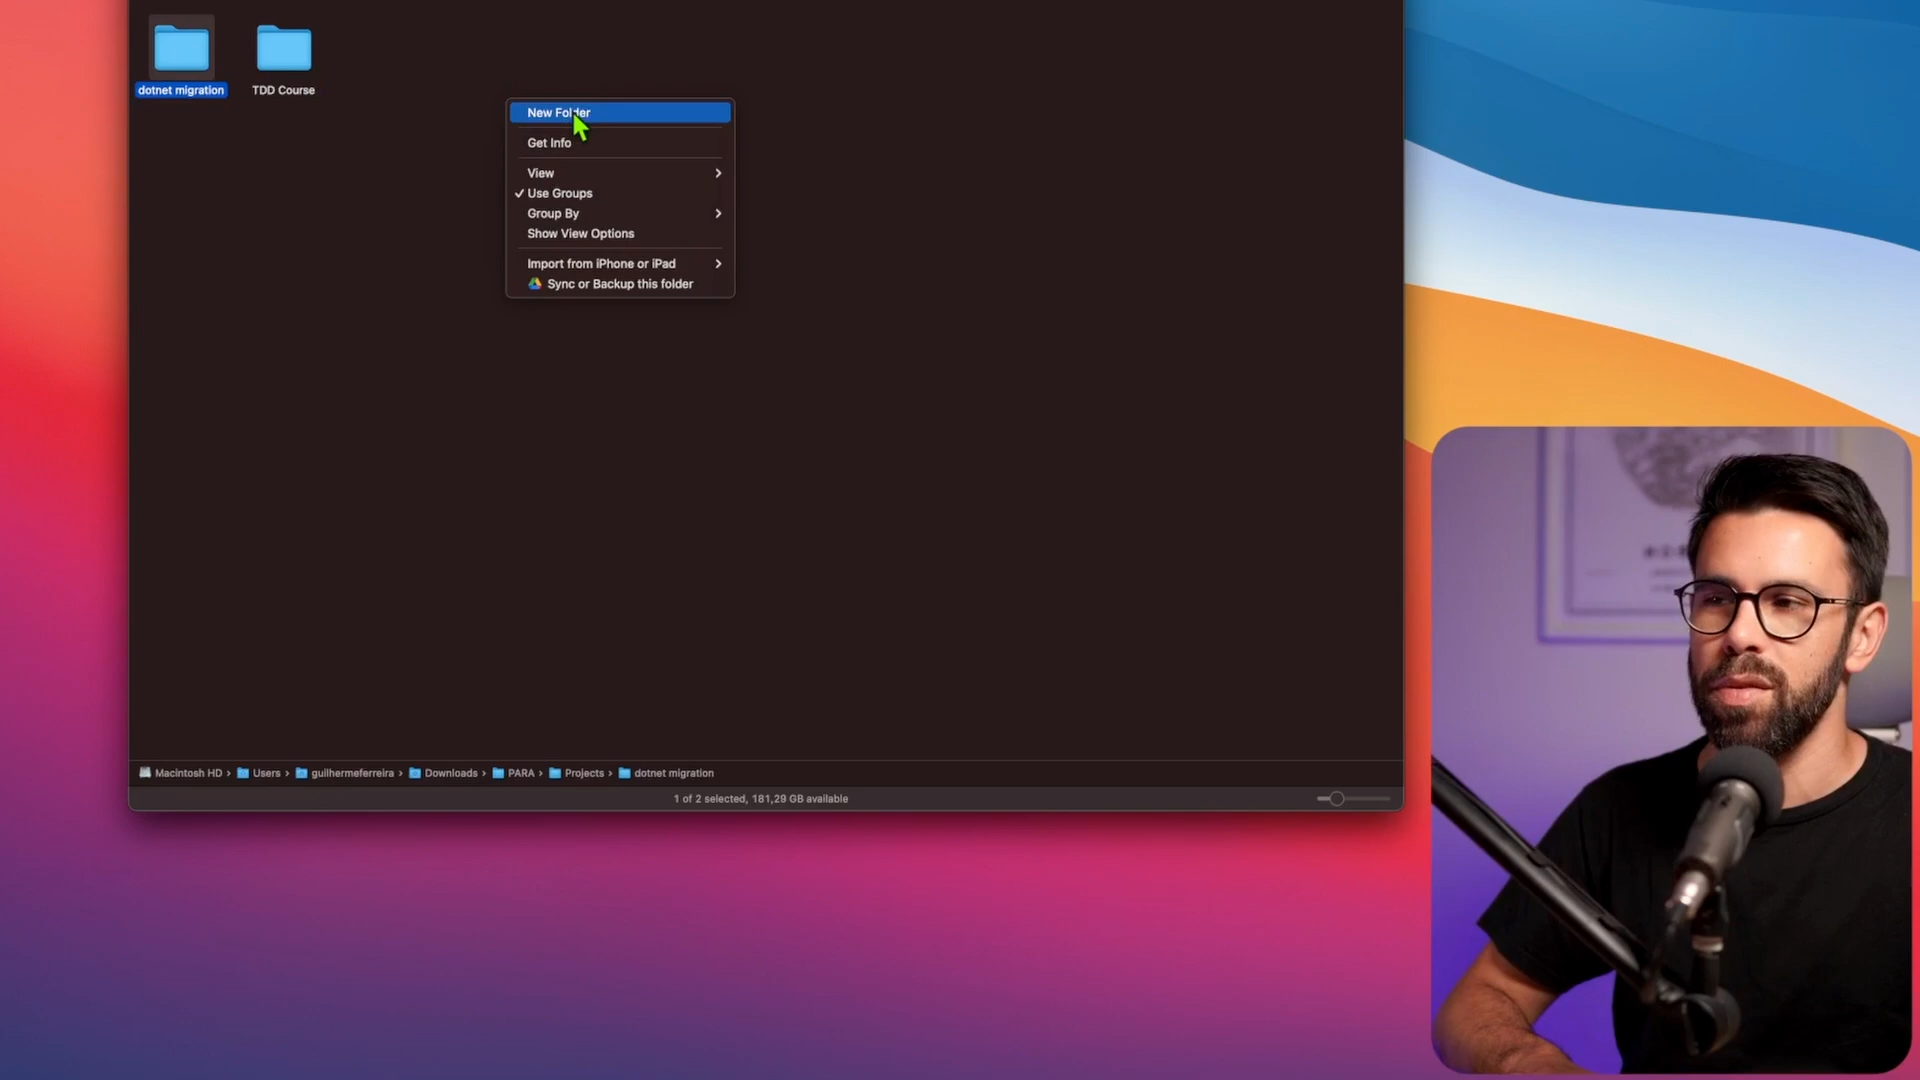 dotnet migration
TDD Course
New Folder
Get Info
View
Use Groups
Group By
Show View Options
Import from iPhone or iPad
Sync or Backup this folder
Macintosh HD › Users › guilhermeferreira › Downloads › PARA › Projects › dotnet migration
1 of 2 selected, 181,29 GB available